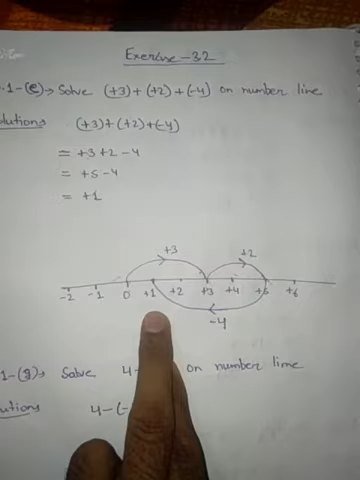 Exercise-32
1-(e)→ Solve (+3)+(+2)+(-4) on number line
(+3)+(+2)+(-4)
= +3+2-4
= +5-4
= +1
+3 +2
-2 -1 0 +1 +2 +3 +4 +5 +6
-4
1-(g)→ Solve 4- on number line
4-(-